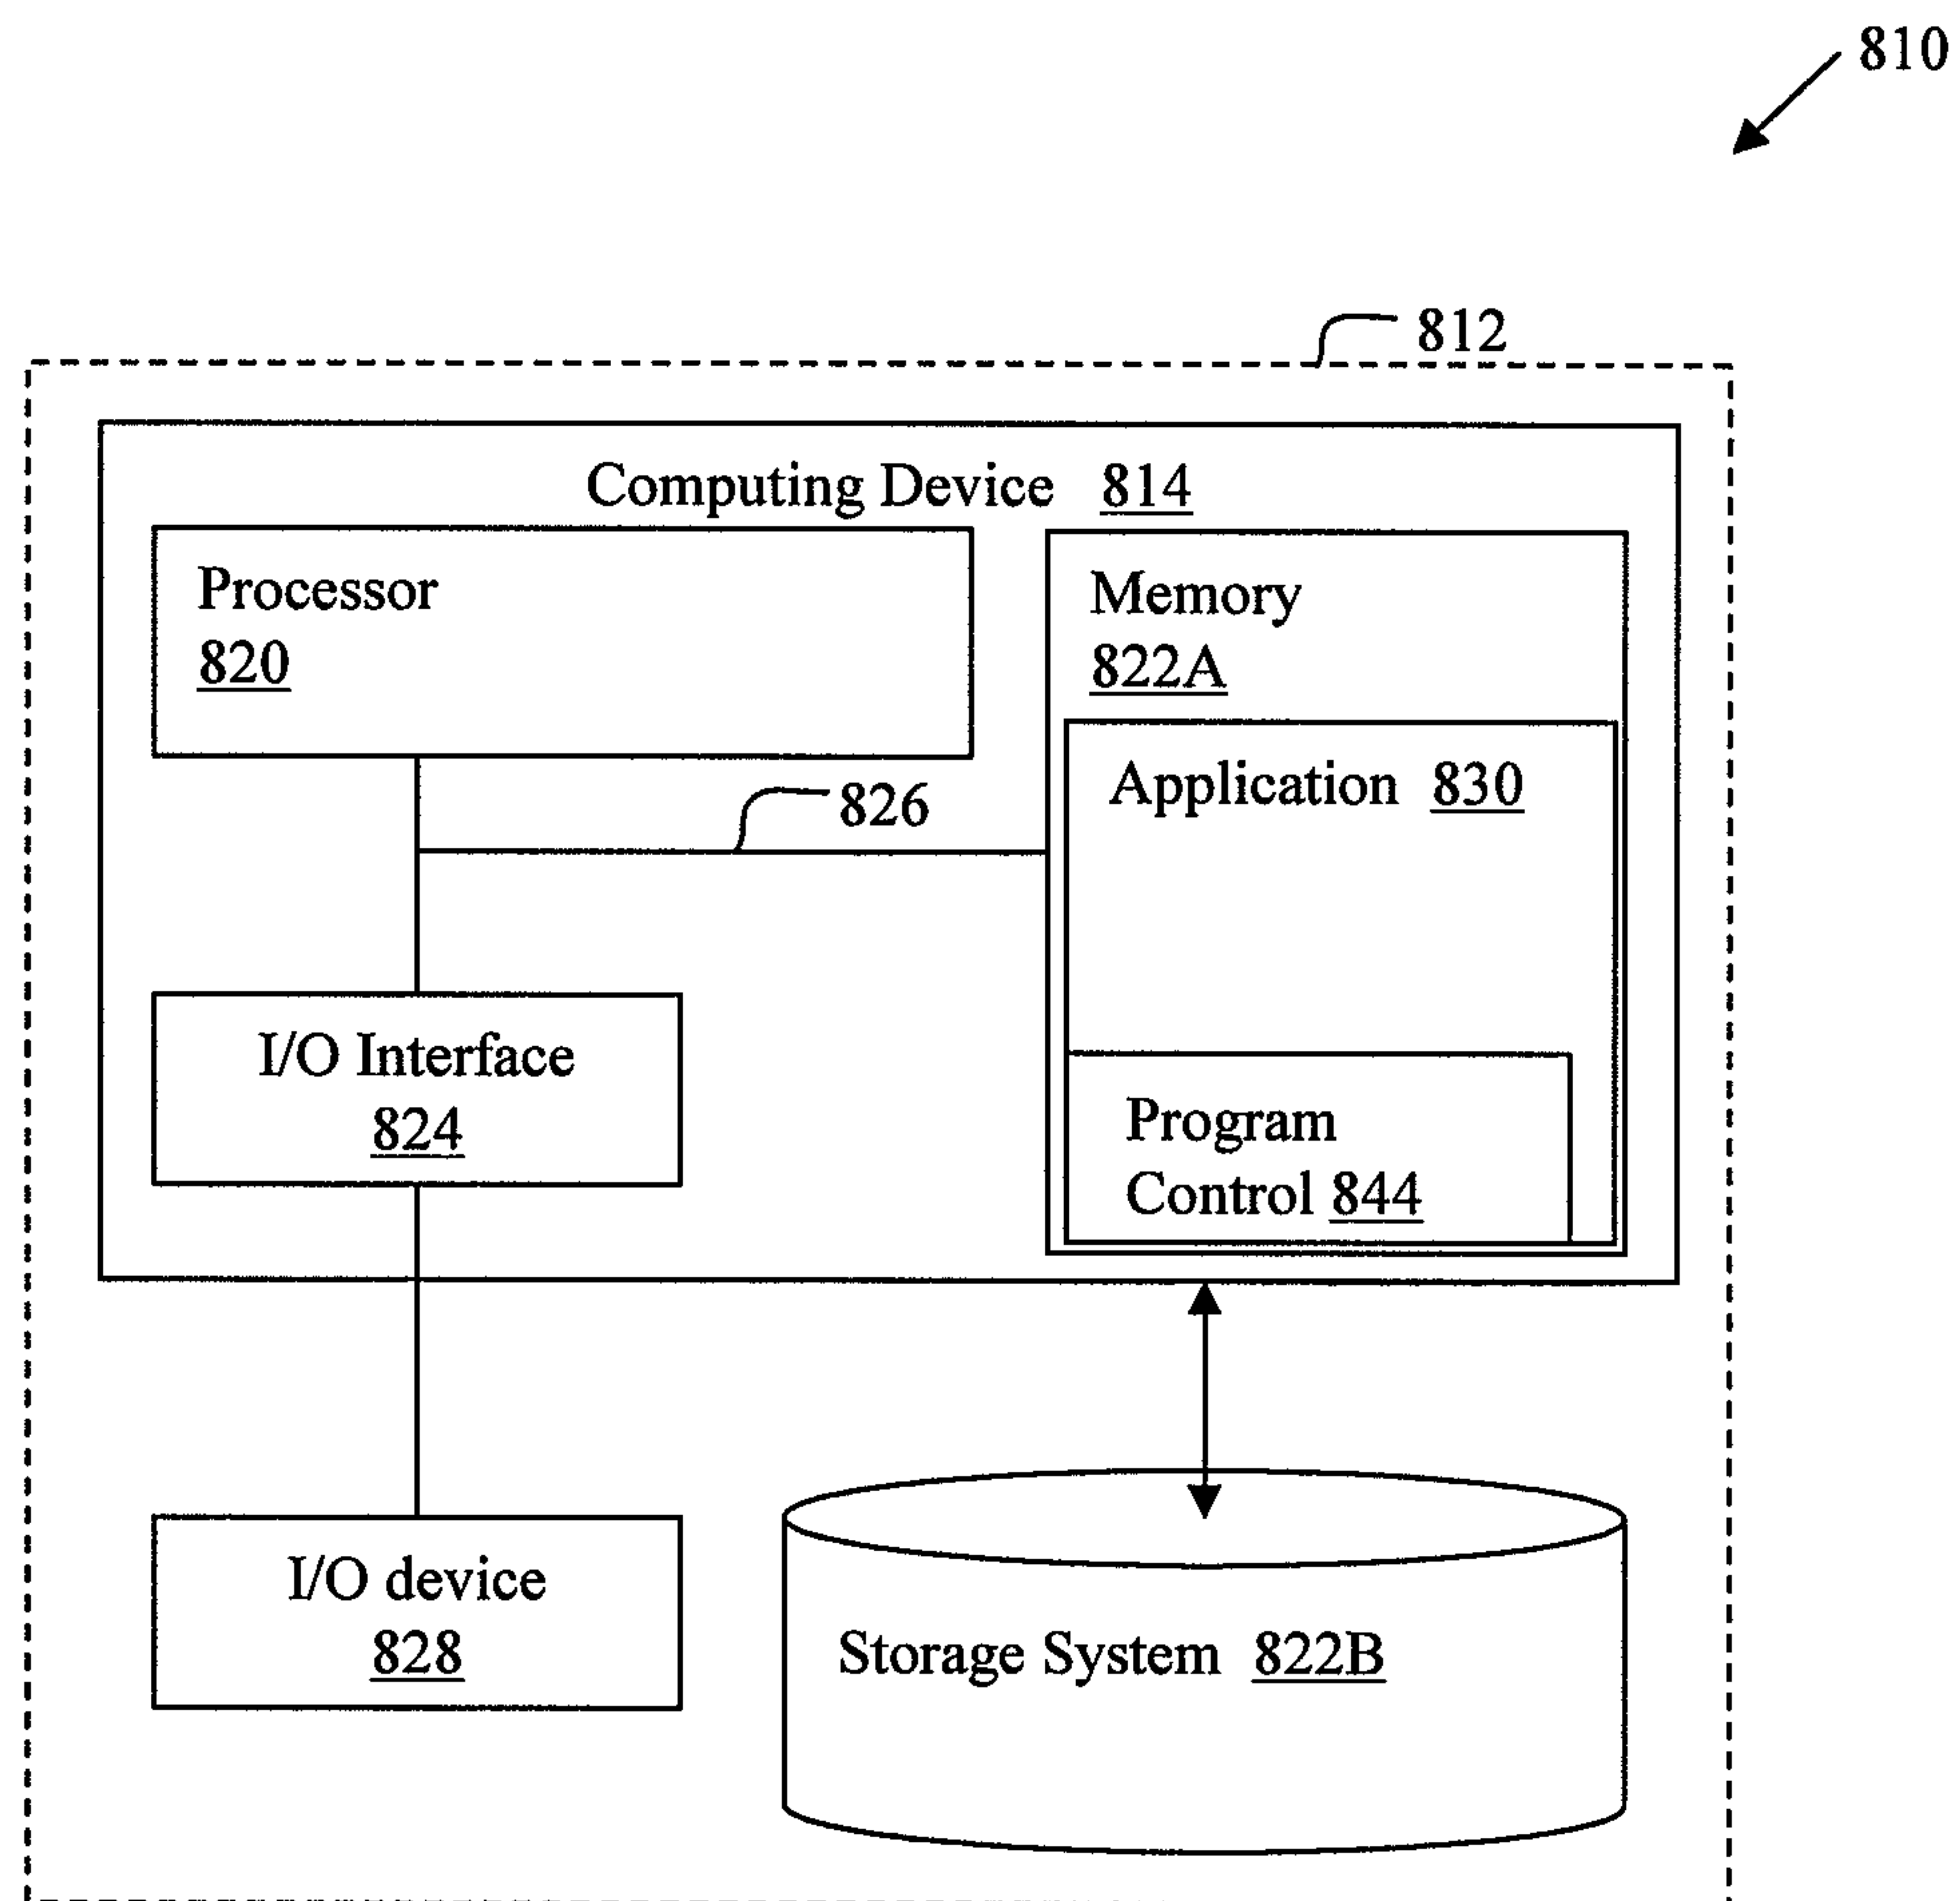 810
812
Computing Device 814
Processor
820
Memory
822A
Application 830
826
I/O Interface
824
Program
Control 844
I/O device
828
Storage System 822B